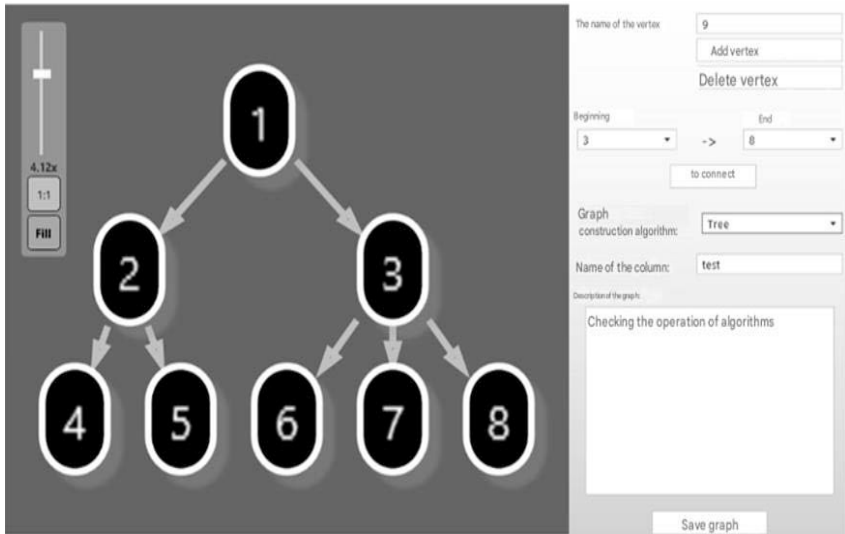 4.12x
1:1
Fill
1
2
3
4
5
6
7
8
The name of the vertex
9
Add vertex
Delete vertex
Beginning
End
3
->
8
to connect
Graph
construction algorithm:
Tree
Name of the column:
test
Description of the graph:
Checking the operation of algorithms
Save graph